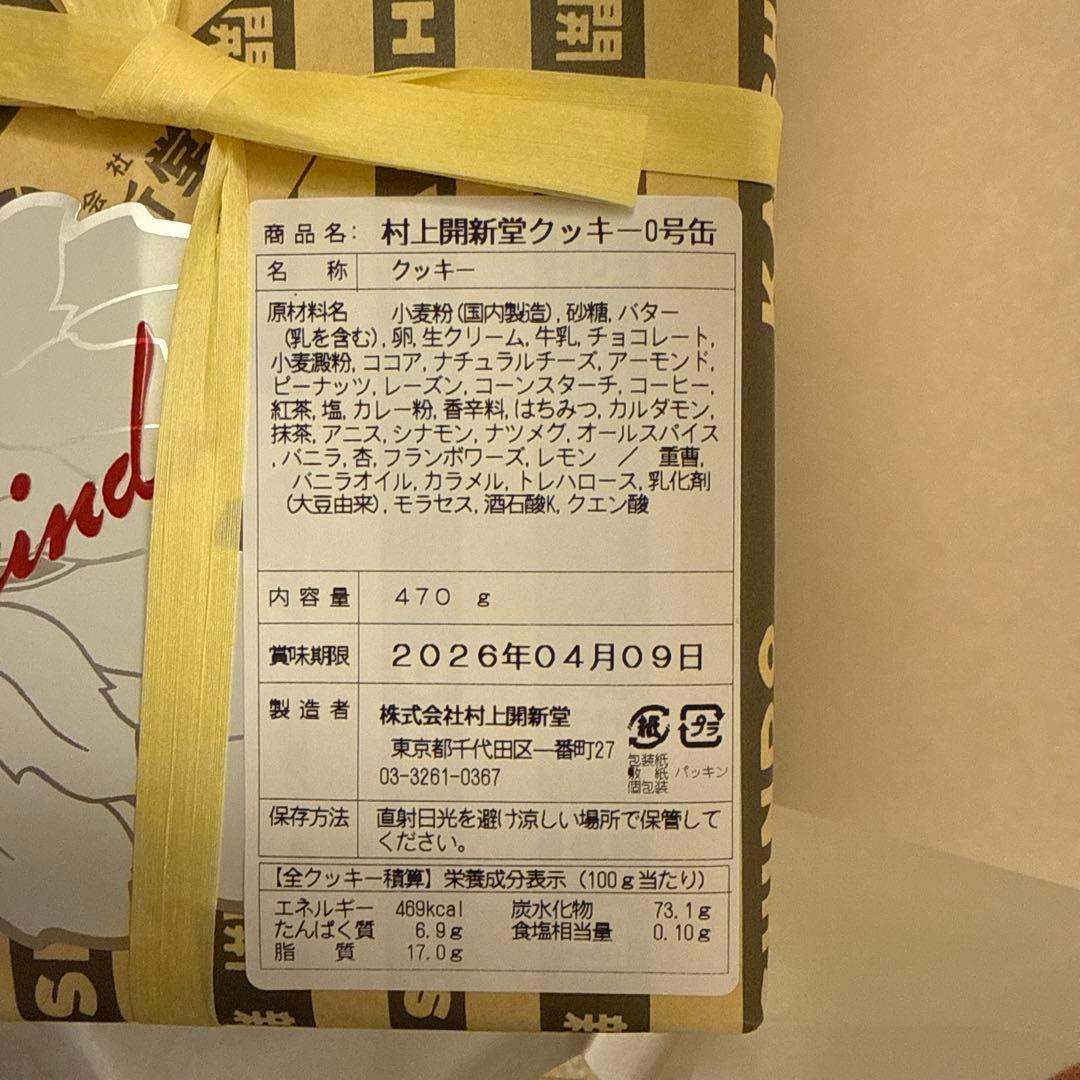 開
H
開
会社
新堂
商品名: 村上開新堂クッキー0号缶
名 称 クッキー
原材料名 小麦粉(国内製造), 砂糖, バター
(乳を含む), 卵, 生クリーム, 牛乳, チョコレート,
小麦澱粉, ココア, ナチュラルチーズ, アーモンド,
ピーナッツ, レーズン, コーンスターチ, コーヒー,
紅茶, 塩, カレー粉, 香辛料, はちみつ, カルダモン,
抹茶, アニス, シナモン, ナツメグ, オールスパイス
, バニラ, 杏, フランボワーズ, レモン / 重曹,
バニラオイル, カラメル, トレハロース, 乳化剤
(大豆由来), モラセス, 酒石酸K, クエン酸
内容量 470 g
賞味期限 2026年04月09日
製造者 株式会社村上開新堂
東京都千代田区一番町27
03-3261-0367
紙 プラ
包装紙
敷 紙 パッキン
個包装
保存方法 直射日光を避け涼しい場所で保管して
ください。
【全クッキー積算】栄養成分表示(100g当たり)
エネルギー 469kcal 炭水化物 73.1g
たんぱく質 6.9g 食塩相当量 0.10g
脂 質 17.0g
ind
INDO
S